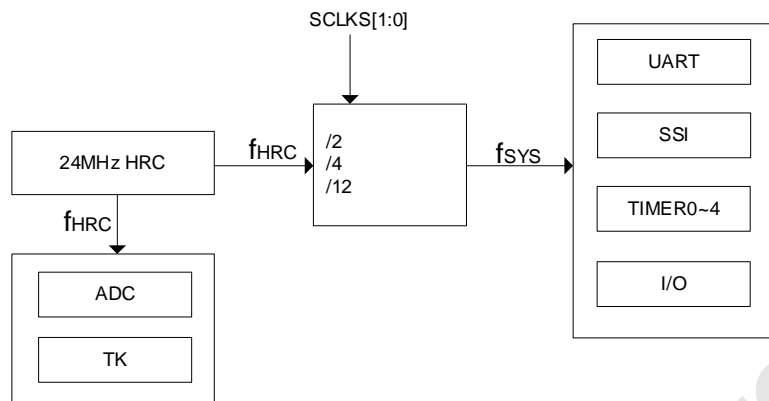 SCLKS[1:0]
24MHz HRC
fHRC
/2
/4
/12
fSYS
UART
SSI
TIMER0~4
I/O
fHRC
ADC
TK